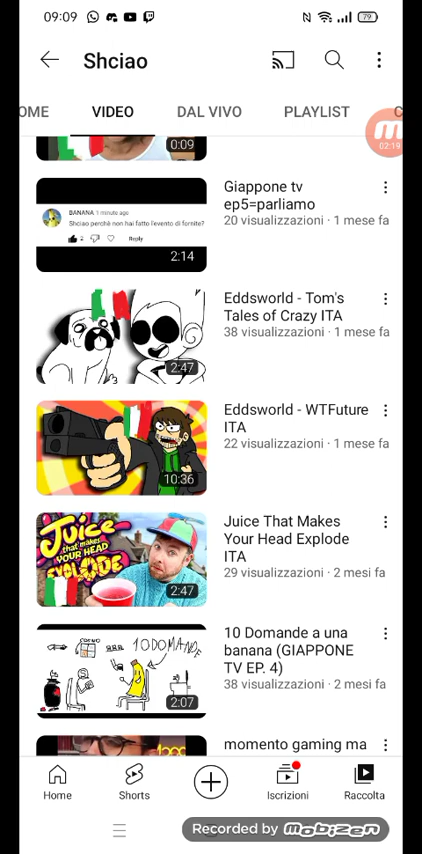 09:09
79
Shciao
OME VIDEO DAL VIVO PLAYLIST C
02:19
0:09
Giappone tv
ep5=parliamo
20 visualizzazioni · 1 mese fa
BANANA 1 minute ago
Shciao perchè non hai fatto l'evento di fornite?
2 Reply
2:14
Eddsworld - Tom's
Tales of Crazy ITA
38 visualizzazioni · 1 mese fa
2:47
Eddsworld - WTFuture
ITA
22 visualizzazioni · 1 mese fa
10:36
Juice That Makes
Your Head Explode
ITA
29 visualizzazioni · 2 mesi fa
Juice
that makes
YOUR HEAD
EXPLODE
2:47
10 Domande a una
banana (GIAPPONE
TV EP. 4)
38 visualizzazioni · 2 mesi fa
10 DOMANDE
2:07
momento gaming ma
Home Shorts Iscrizioni Raccolta
Recorded by mobizen